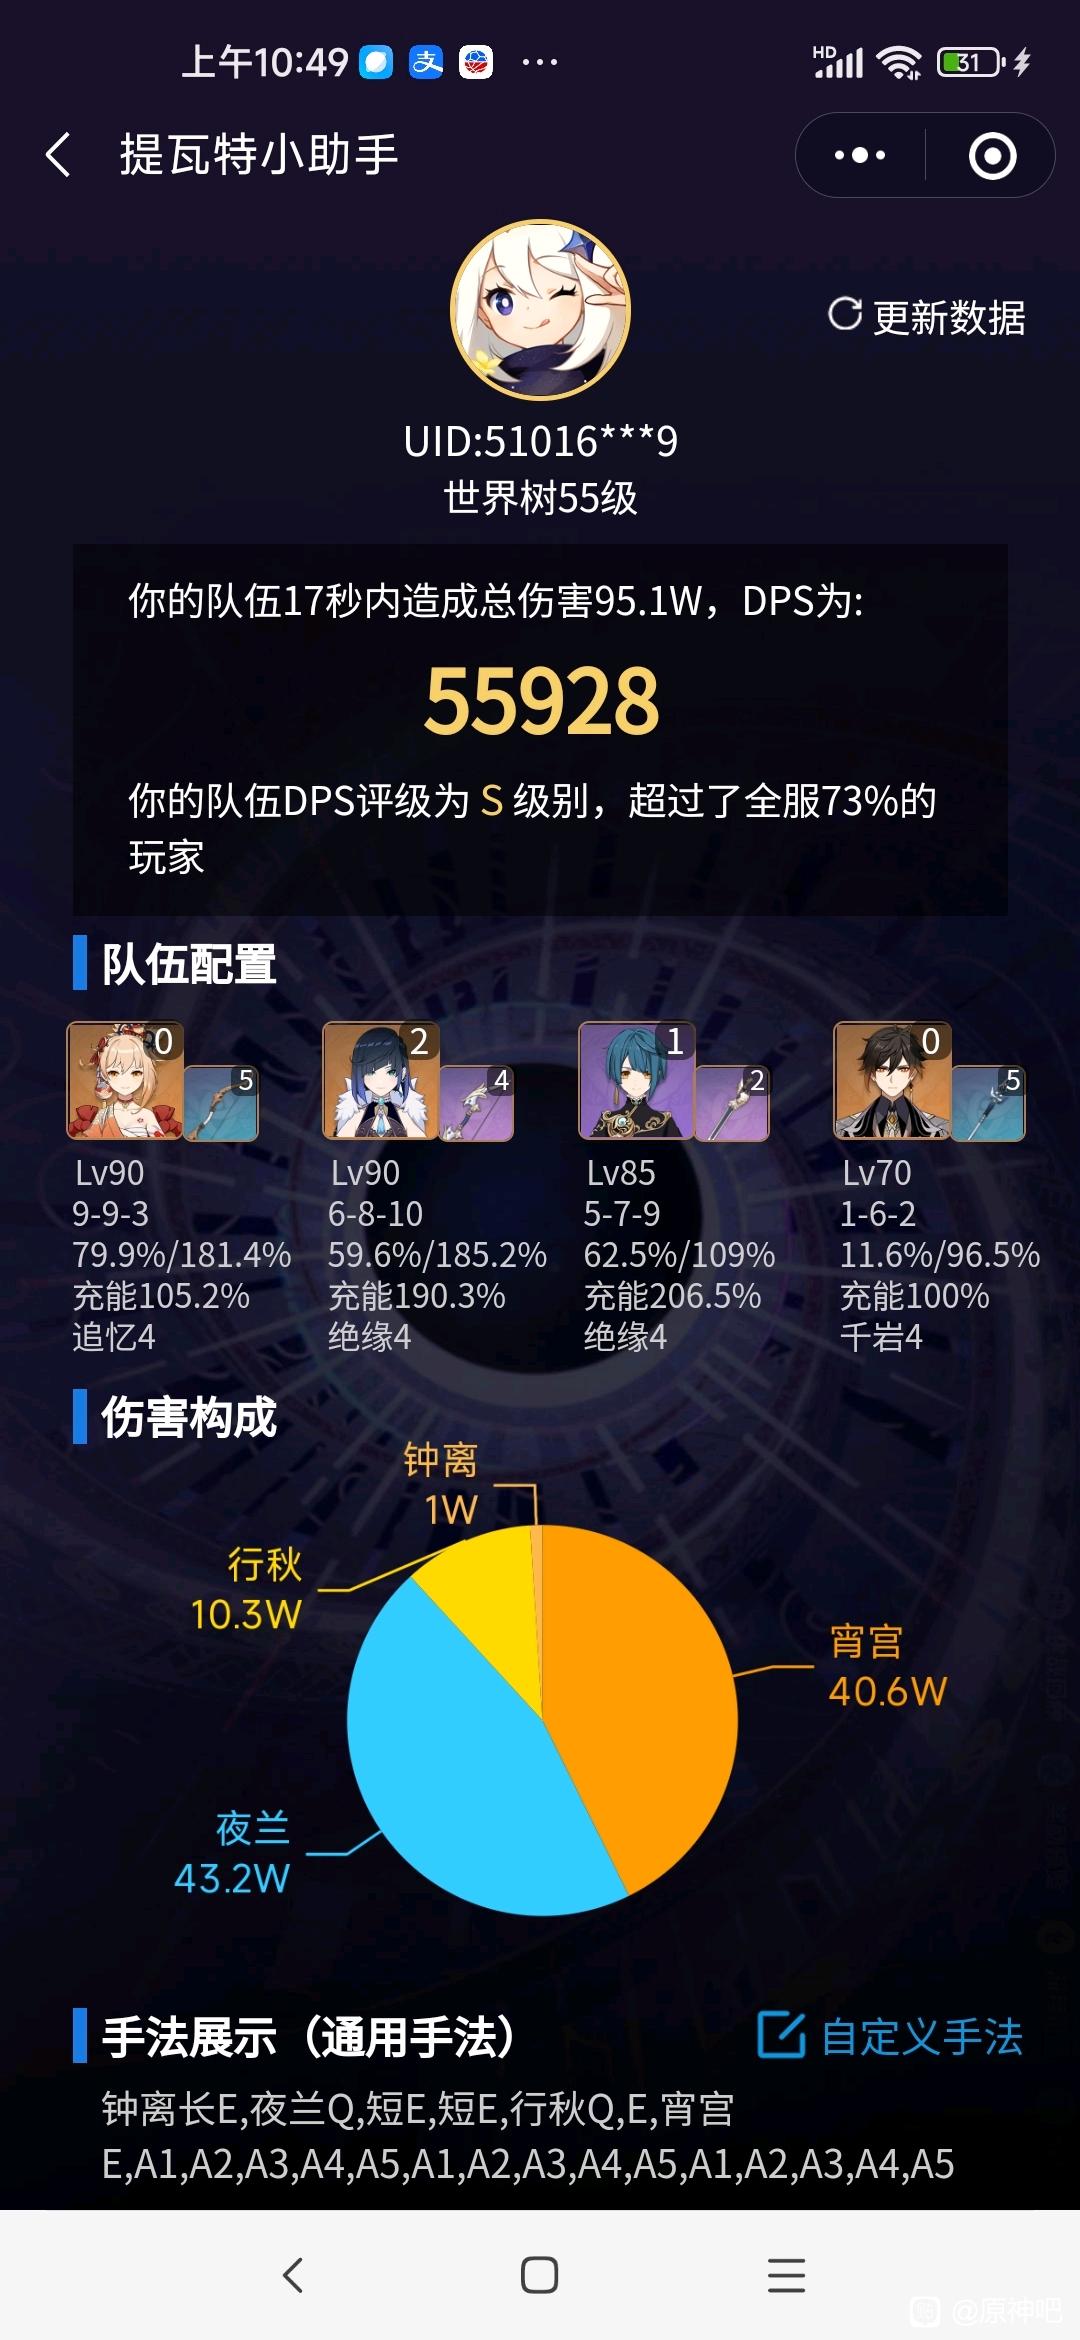 上午10:49
HD
31
提瓦特小助手
更新数据
UID:51016***9
世界树55级
你的队伍17秒内造成总伤害95.1W，DPS为:
55928
你的队伍DPS评级为 S 级别，超过了全服73%的
玩家
队伍配置
0 5 2 4 1 2 0 5
Lv90 Lv90 Lv85 Lv70
9-9-3 6-8-10 5-7-9 1-6-2
79.9%/181.4% 59.6%/185.2% 62.5%/109% 11.6%/96.5%
充能105.2% 充能190.3% 充能206.5% 充能100%
追忆4 绝缘4 绝缘4 千岩4
伤害构成
钟离
1W
行秋
10.3W
宵宫
40.6W
夜兰
43.2W
手法展示（通用手法） 自定义手法
钟离长E,夜兰Q,短E,短E,行秋Q,E,宵宫
E,A1,A2,A3,A4,A5,A1,A2,A3,A4,A5,A1,A2,A3,A4,A5
@原神吧